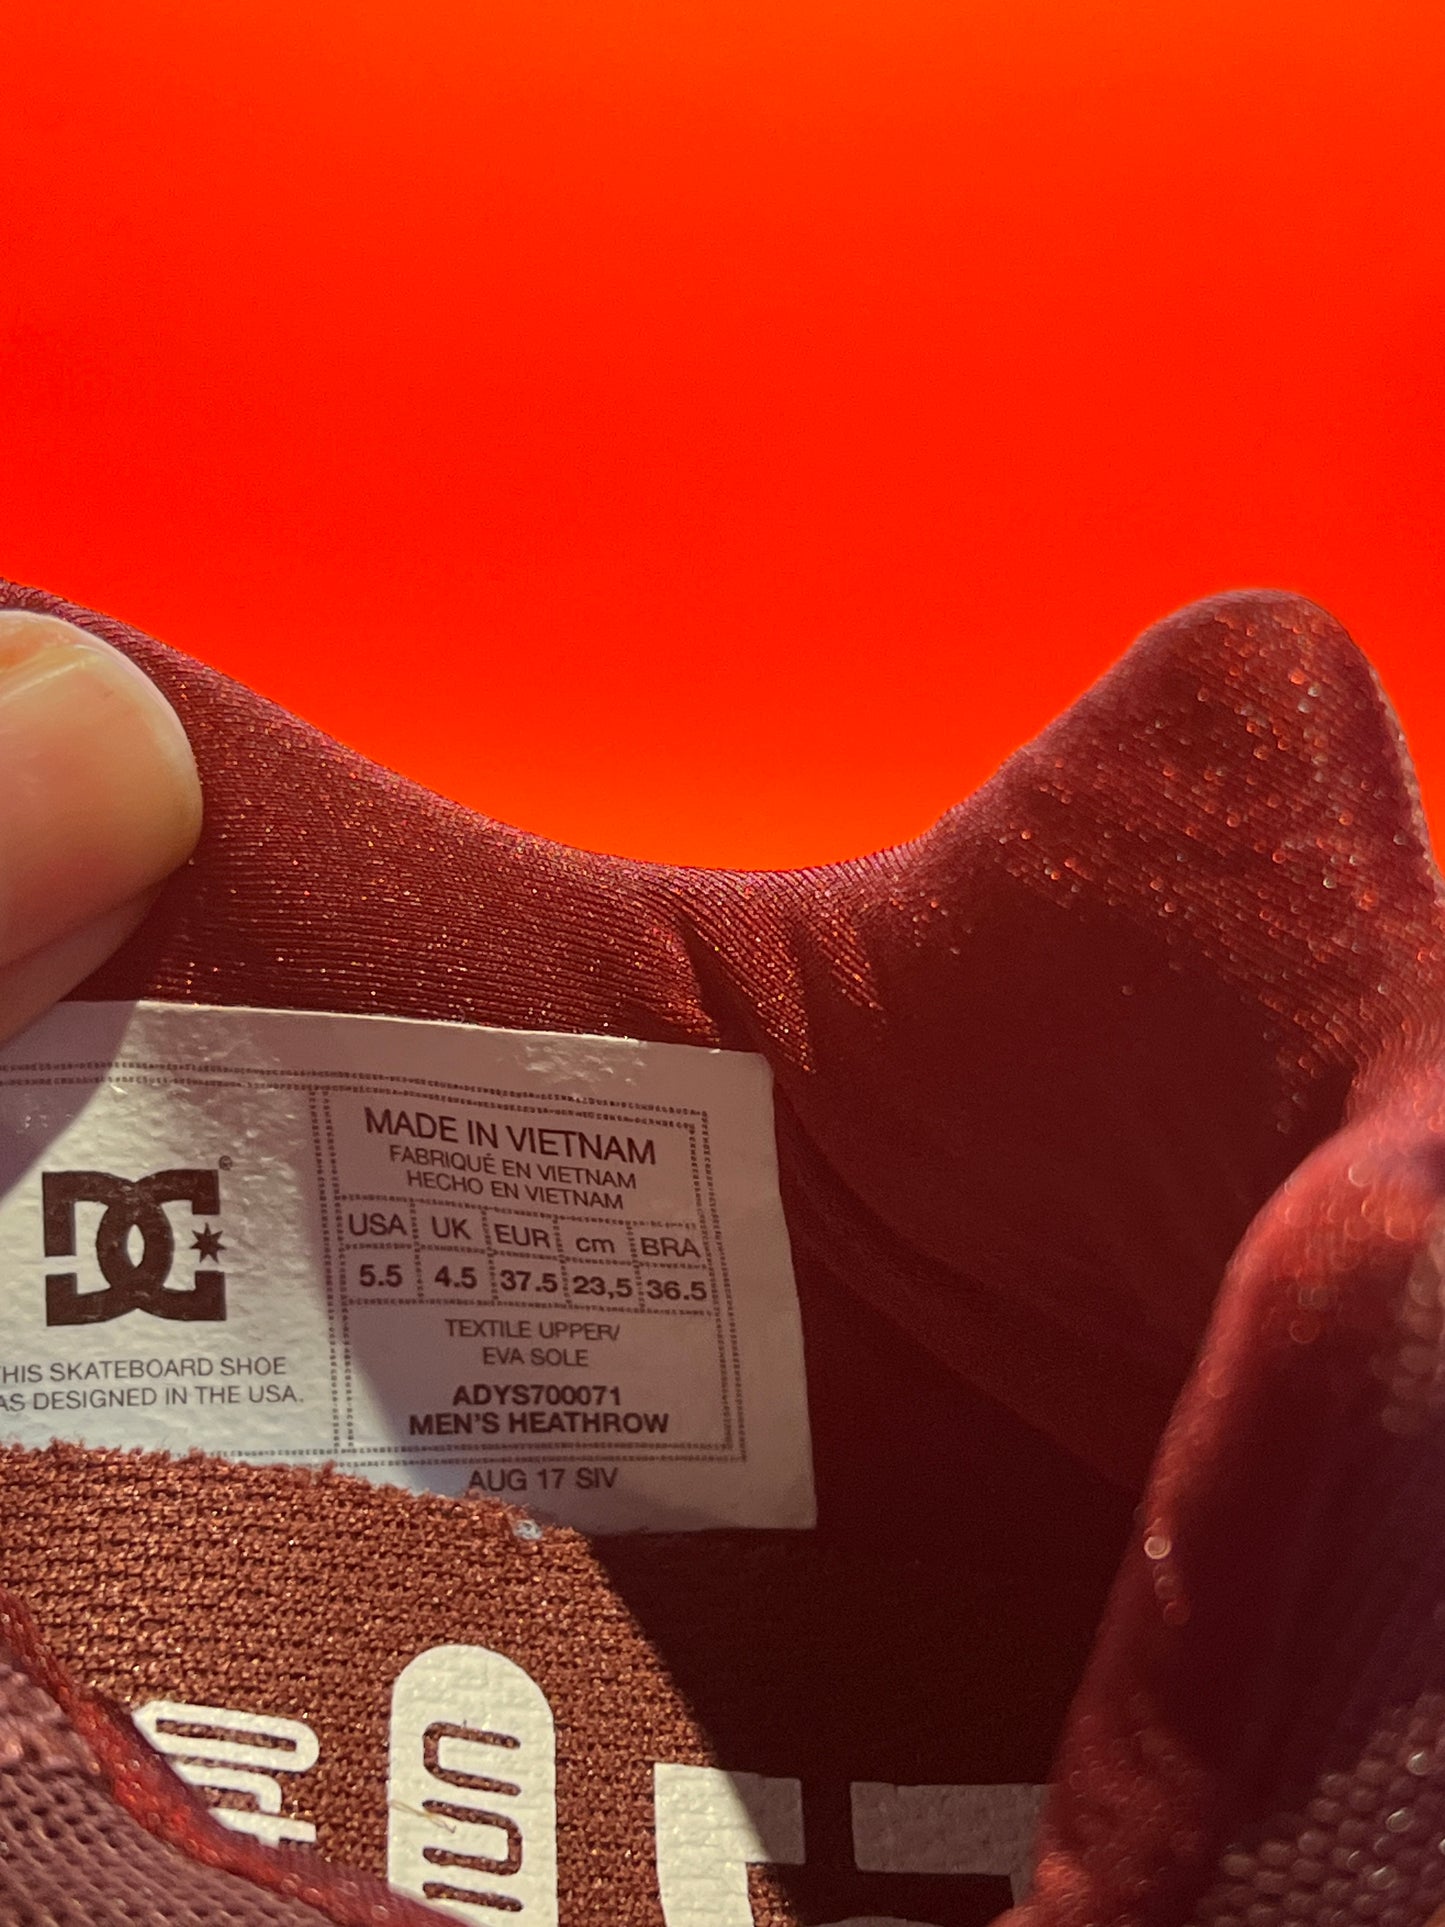 MADE IN VIETNAM
FABRIQUÉ EN VIETNAM
HECHO EN VIETNAM
USA UK EUR cm BRA
5.5 4.5 37.5 23,5 36.5
TEXTILE UPPER/
EVA SOLE
ADYS700071
MEN'S HEATHROW
AUG 17 SIV
DC®
HIS SKATEBOARD SHOE
AS DESIGNED IN THE USA.